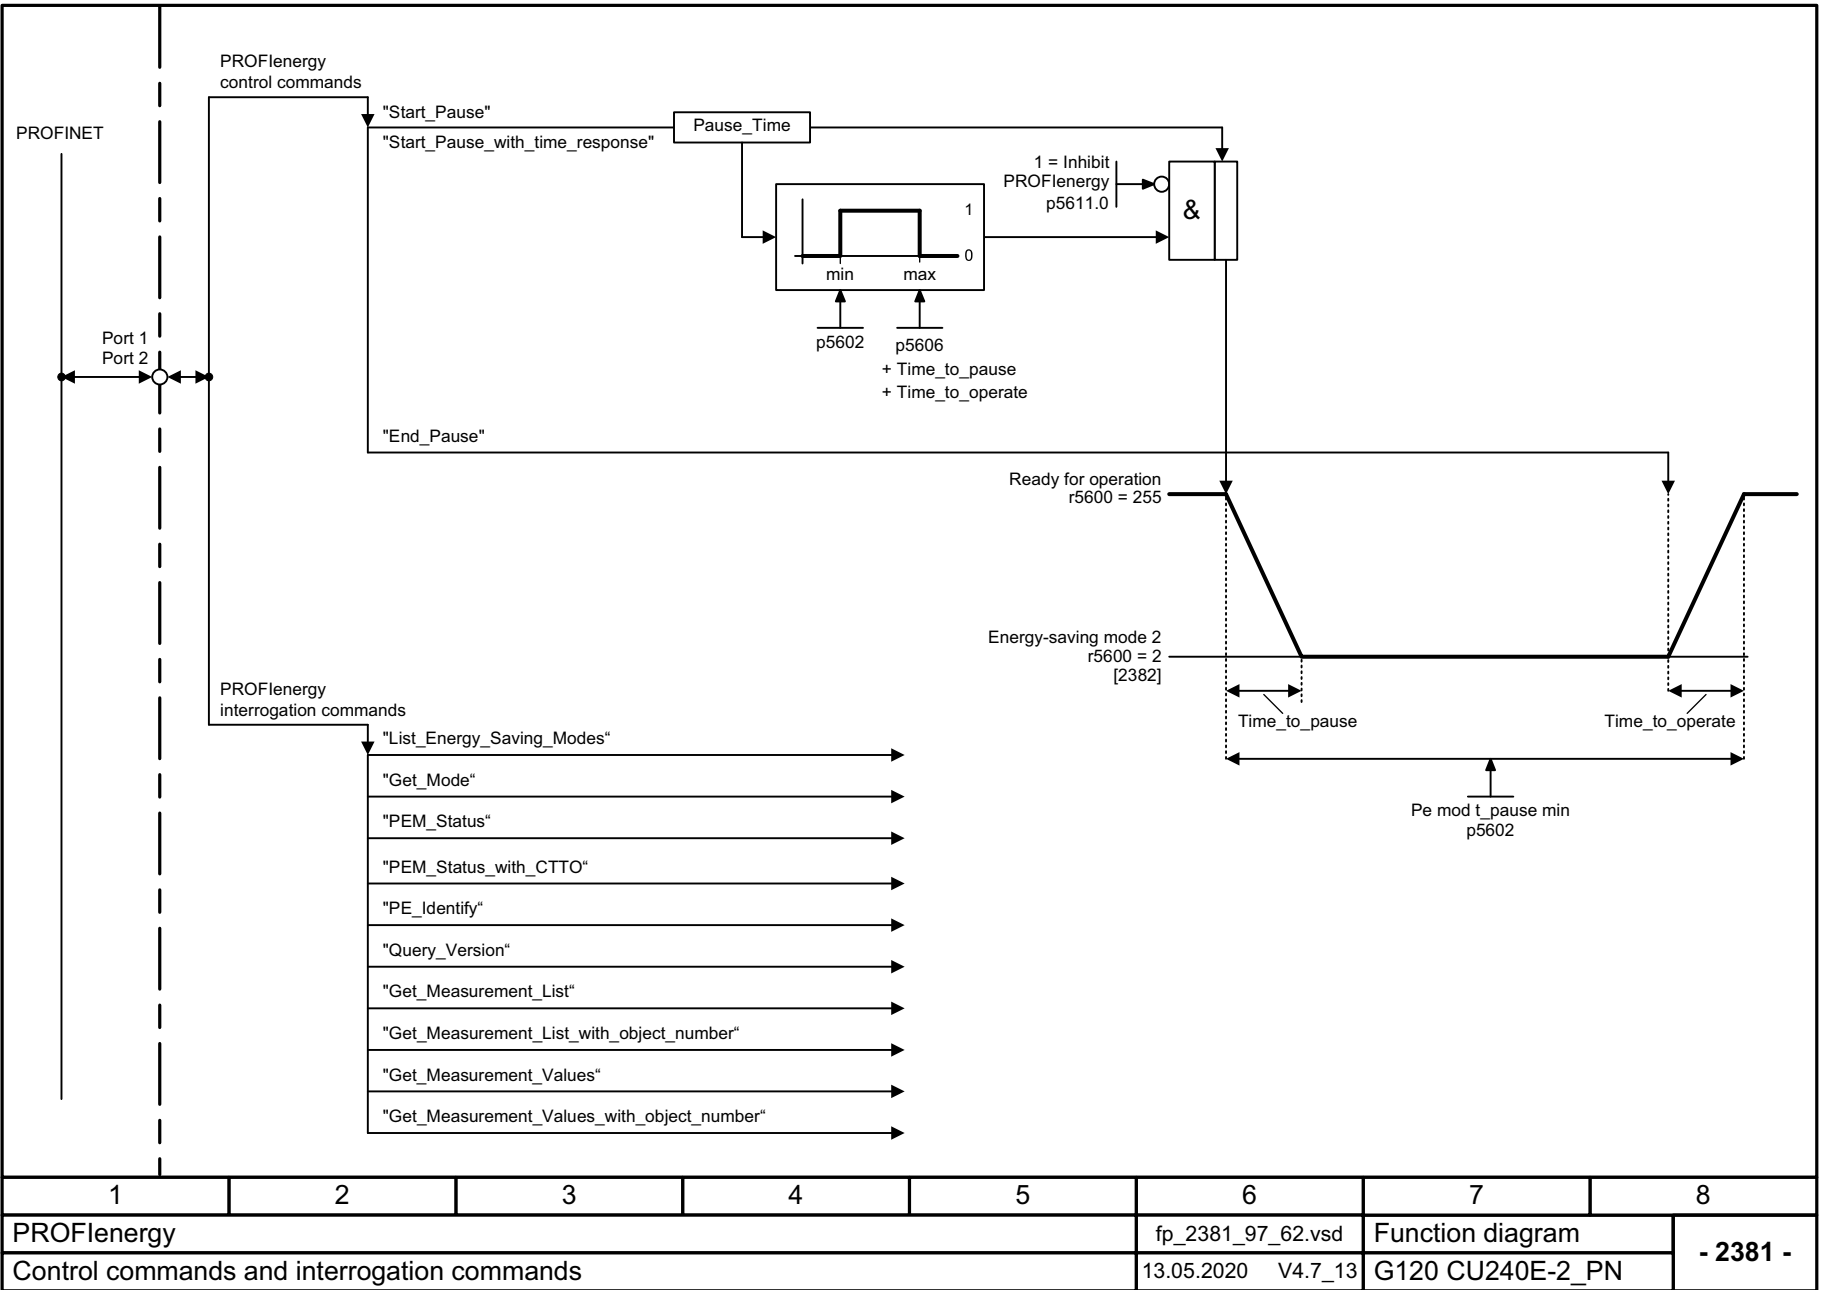 PROFIenergy
control commands
PROFINET
"Start_Pause"
"Start_Pause_with_time_response"
Pause_Time
1 = Inhibit
PROFIenergy
p5611.0
&
1
0
min max
p5602 p5606
+ Time_to_pause
+ Time_to_operate
Port 1
Port 2
"End_Pause"
Ready for operation
r5600 = 255
Energy-saving mode 2
r5600 = 2
[2382]
Time_to_pause
Time_to_operate
Pe mod t_pause min
p5602
PROFIenergy
interrogation commands
"List_Energy_Saving_Modes“
"Get_Mode“
"PEM_Status“
"PEM_Status_with_CTTO“
"PE_Identify“
"Query_Version“
"Get_Measurement_List“
"Get_Measurement_List_with_object_number“
"Get_Measurement_Values“
"Get_Measurement_Values_with_object_number“
1 2 3 4 5 6 7 8
PROFIenergy fp_2381_97_62.vsd Function diagram
- 2381 -
Control commands and interrogation commands 13.05.2020 V4.7_13 G120 CU240E-2_PN